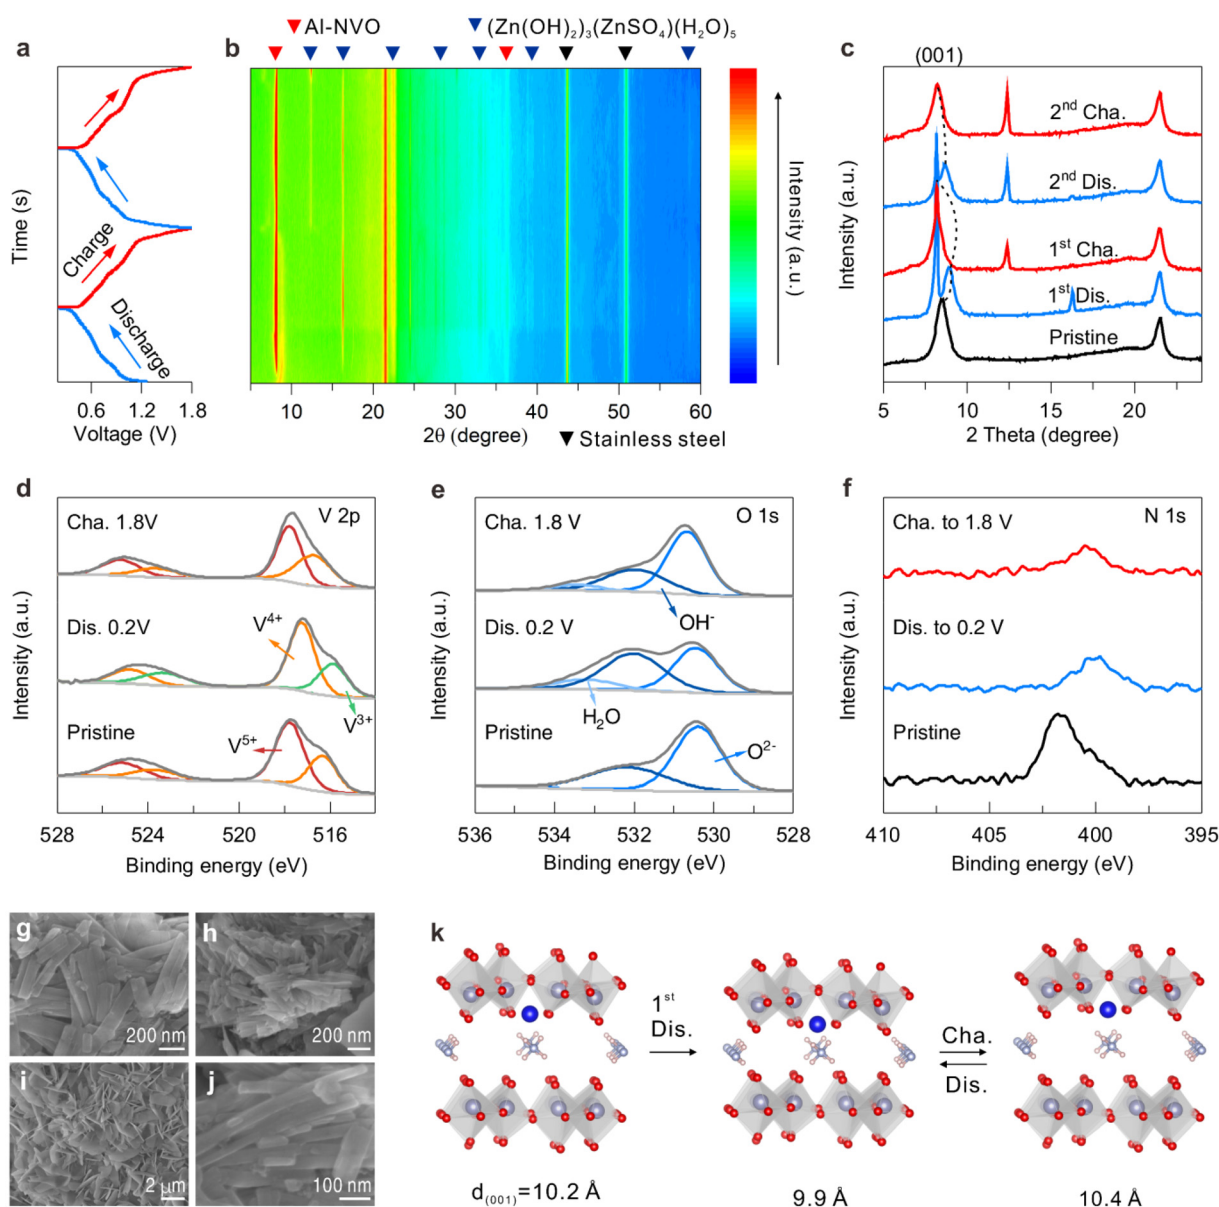 Al-NVO
(Zn(OH)₂)₃(ZnSO₄)(H₂O)₅
a
Time (s)
Charge
Discharge
0.6 1.2 1.8
Voltage (V)
b
Intensity (a.u.)
10 20 30 40 50 60
2θ (degree)
Stainless steel
c
(001)
Intensity (a.u.)
2ⁿᵈ Cha.
2ⁿᵈ Dis.
1ˢᵗ Cha.
1ˢᵗ Dis.
Pristine
5 10 15 20
2 Theta (degree)
d
Intensity (a.u.)
Cha. 1.8V
V 2p
Dis. 0.2V
V⁴⁺
V³⁺
Pristine
V⁵⁺
528 524 520 516
Binding energy (eV)
e
Intensity (a.u.)
Cha. 1.8 V
O 1s
OH⁻
Dis. 0.2 V
H₂O
Pristine
O²⁻
536 534 532 530 528
Binding energy (eV)
f
Intensity (a.u.)
Cha. to 1.8 V
N 1s
Dis. to 0.2 V
Pristine
410 405 400 395
Binding energy (eV)
g
200 nm
h
200 nm
i
2 μm
j
100 nm
k
1ˢᵗ
Dis.
Cha.
Dis.
d₍₀₀₁₎=10.2 Å
9.9 Å
10.4 Å